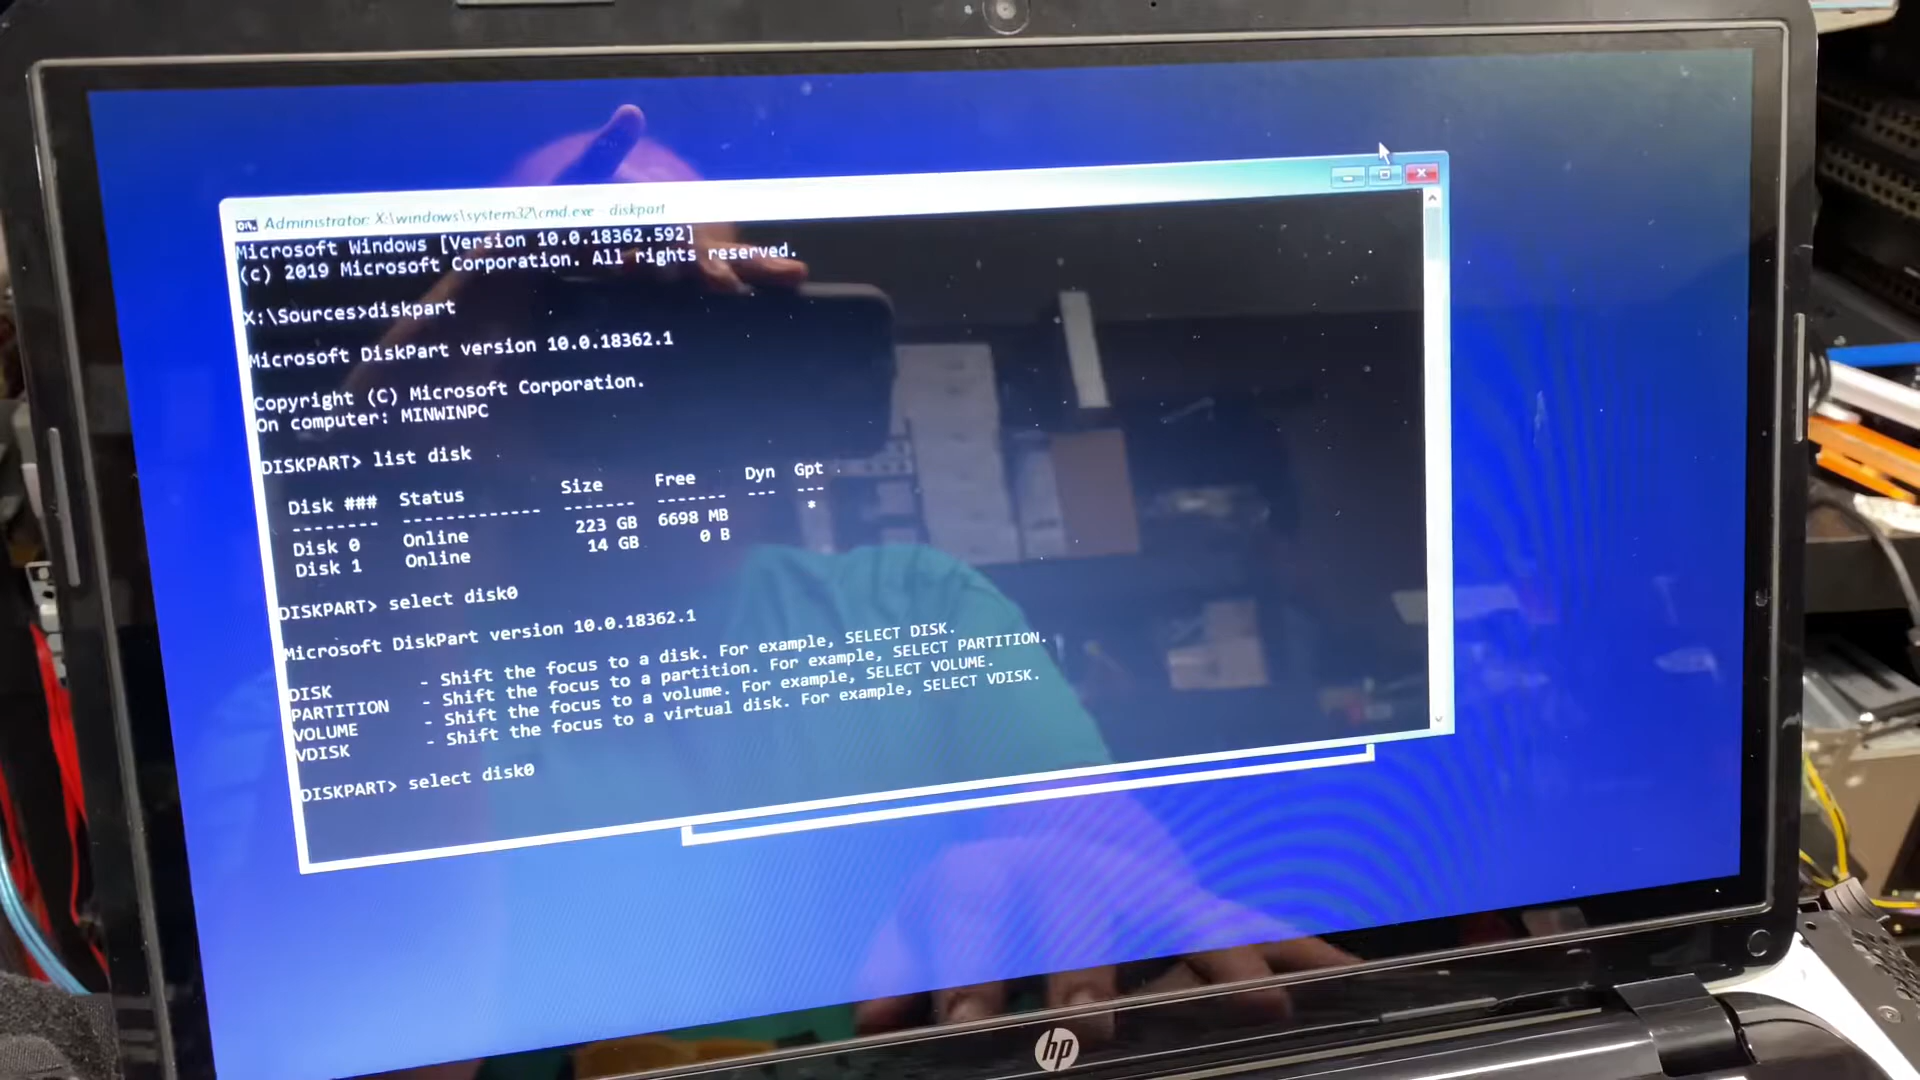 Administrator: X:\windows\system32\cmd.exe - diskpart
Microsoft Windows [Version 10.0.18362.592]
(c) 2019 Microsoft Corporation. All rights reserved.
X:\Sources>diskpart
Microsoft DiskPart version 10.0.18362.1
Copyright (C) Microsoft Corporation.
On computer: MINWINPC
DISKPART> list disk
Disk ### Status Size Free Dyn Gpt
-------- ------------- ------- ------- --- ---
Disk 0 Online 223 GB 6698 MB *
Disk 1 Online 14 GB 0 B
DISKPART> select disk0
Microsoft DiskPart version 10.0.18362.1
DISK - Shift the focus to a disk. For example, SELECT DISK.
PARTITION - Shift the focus to a partition. For example, SELECT PARTITION.
VOLUME - Shift the focus to a volume. For example, SELECT VOLUME.
VDISK - Shift the focus to a virtual disk. For example, SELECT VDISK.
DISKPART> select disk0
hp